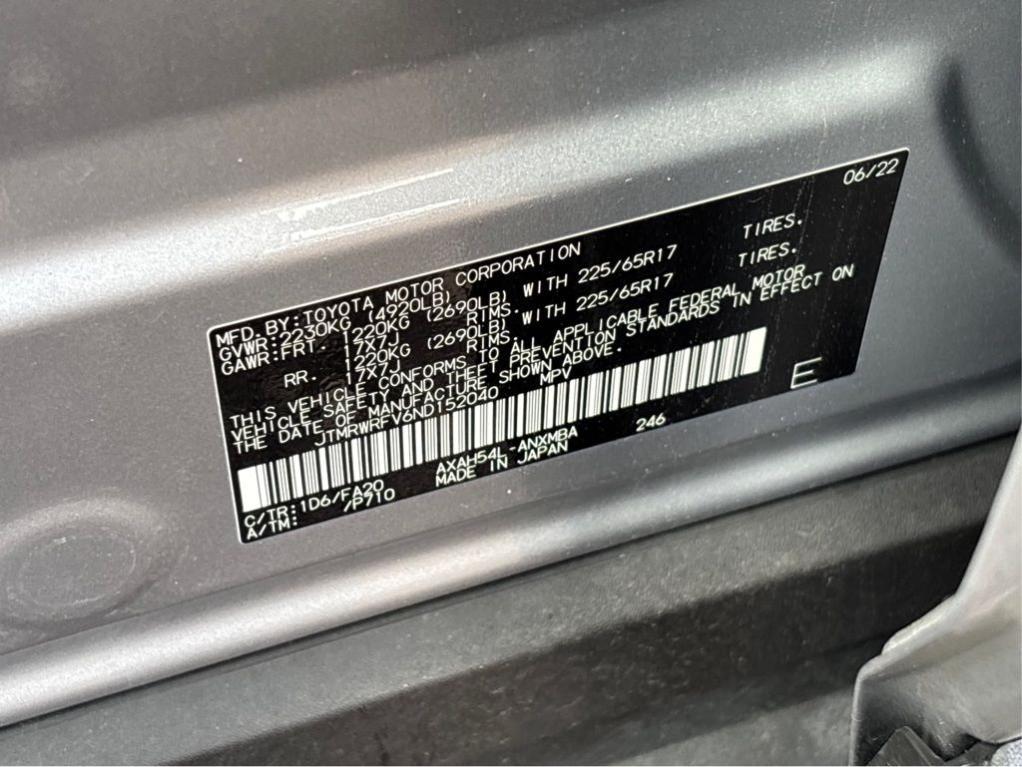 06/22
MFD.BY:TOYOTA MOTOR CORPORATION
GVWR:2230KG (4920LB)
GAWR:FRT. 1220KG (2690LB) WITH 225/65R17 TIRES.
17X7J RIMS.
RR. 1220KG (2690LB) WITH 225/65R17 TIRES.
17X7J RIMS.
THIS VEHICLE CONFORMS TO ALL APPLICABLE FEDERAL MOTOR
VEHICLE SAFETY AND THEFT PREVENTION STANDARDS IN EFFECT ON
THE DATE OF MANUFACTURE SHOWN ABOVE.
JTMRWRFV6ND152040 MPV
E
C/TR:1D6/FA20 AXAH54L-ANXMBA 246
A/TM: /P710 MADE IN JAPAN